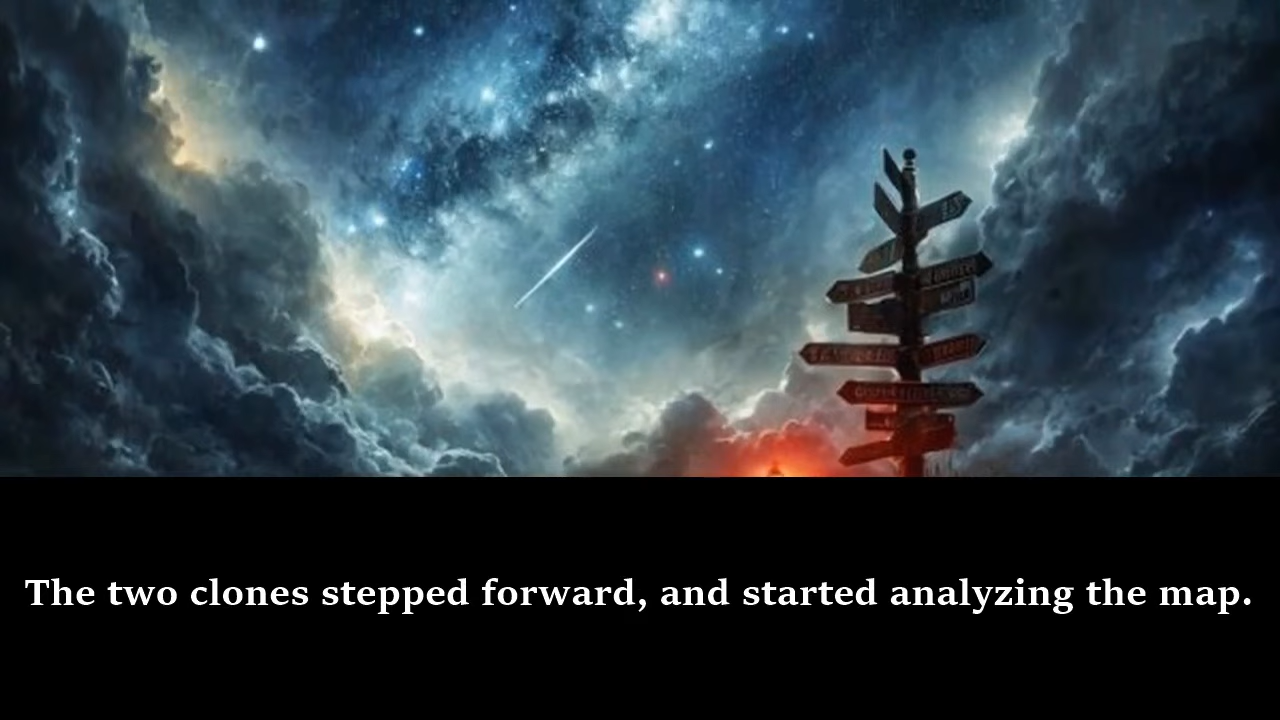 The two clones stepped forward, and started analyzing the map.